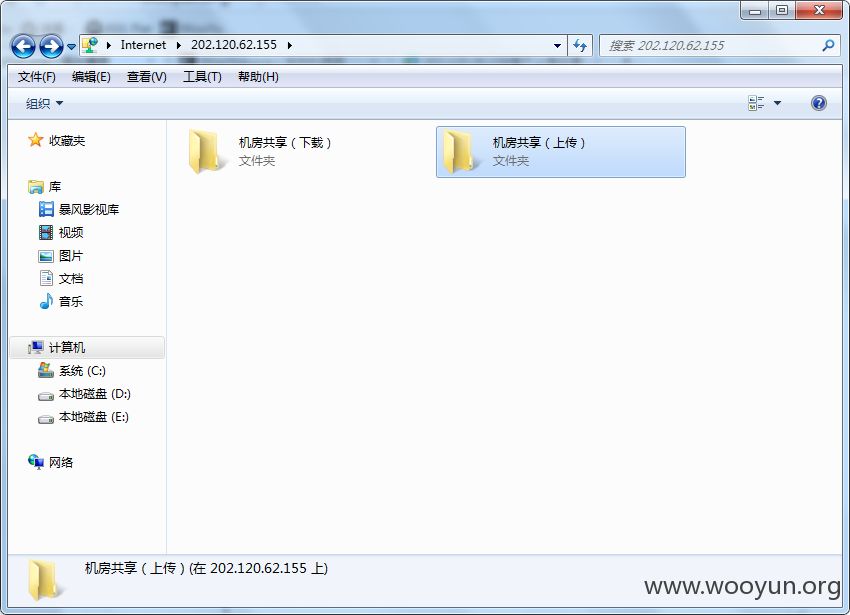 Internet 202.120.62.155
搜索 202.120.62.155
文件(F) 编辑(E) 查看(V) 工具(T) 帮助(H)
组织
收藏夹
库
暴风影视库
视频
图片
文档
音乐
计算机
系统 (C:)
本地磁盘 (D:)
本地磁盘 (E:)
网络
机房共享（下载）
文件夹
机房共享（上传）
文件夹
机房共享（上传）(在 202.120.62.155 上)
www.wooyun.org